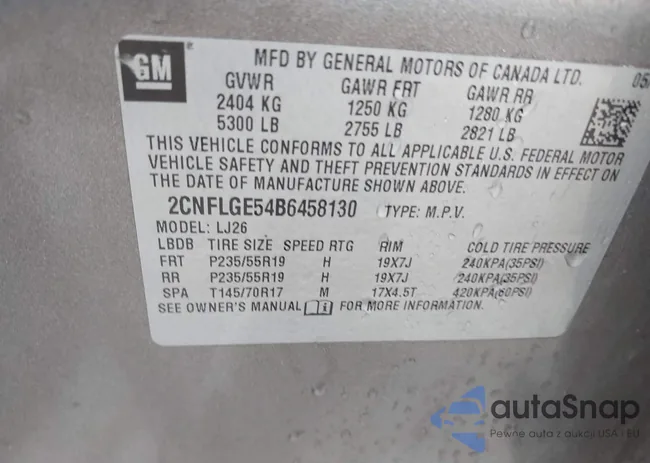 GM
MFD BY GENERAL MOTORS OF CANADA LTD. 05/
GVWR GAWR FRT GAWR RR
2404 KG 1250 KG 1280 KG
5300 LB 2755 LB 2821 LB
THIS VEHICLE CONFORMS TO ALL APPLICABLE U.S. FEDERAL MOTOR
VEHICLE SAFETY AND THEFT PREVENTION STANDARDS IN EFFECT ON
THE DATE OF MANUFACTURE SHOWN ABOVE.
2CNFLGE54B6458130 TYPE: M.P.V.
MODEL: LJ26
LBDB TIRE SIZE SPEED RTG RIM COLD TIRE PRESSURE
FRT P235/55R19 H 19X7J 240KPA(35PSI)
RR P235/55R19 H 19X7J 240KPA(35PSI)
SPA T145/70R17 M 17X4.5T 420KPA(60PSI)
SEE OWNER'S MANUAL i FOR MORE INFORMATION.
autaSnap
Pewne auta z aukcji USA - EU